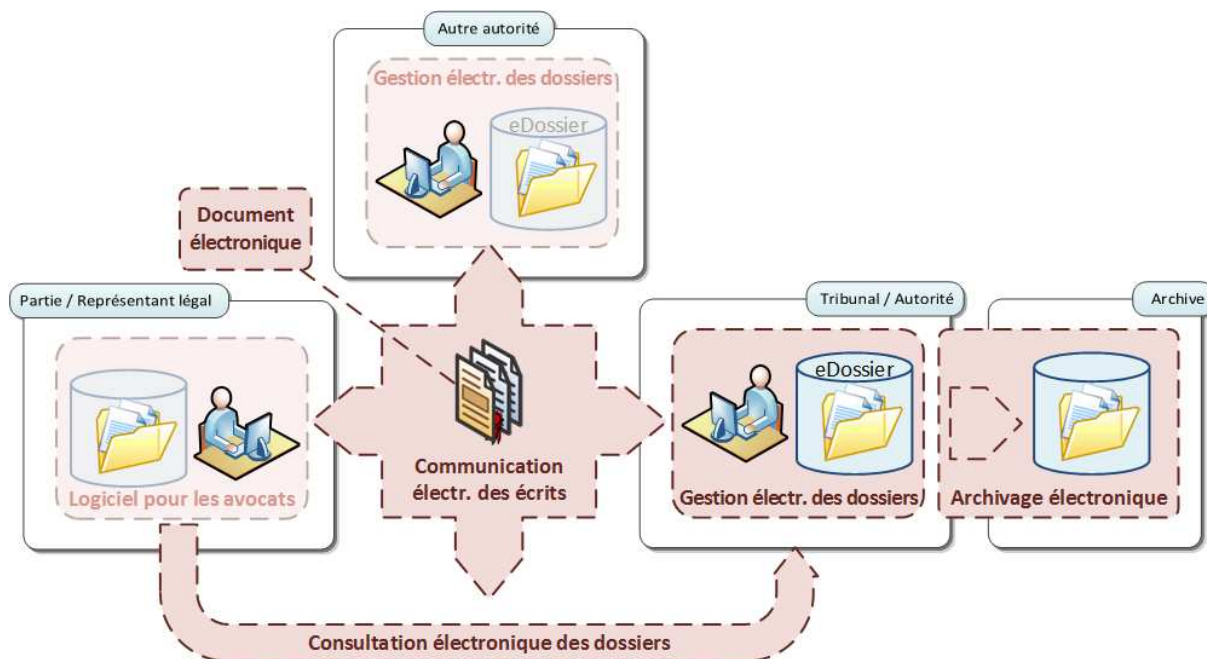 Autre autorité
Gestion électr. des dossiers
eDossier
Document
électronique
Partie / Représentant légal
Logiciel pour les avocats
Communication
électr. des écrits
Tribunal / Autorité
eDossier
Gestion électr. des dossiers
Archive
Archivage électronique
Consultation électronique des dossiers